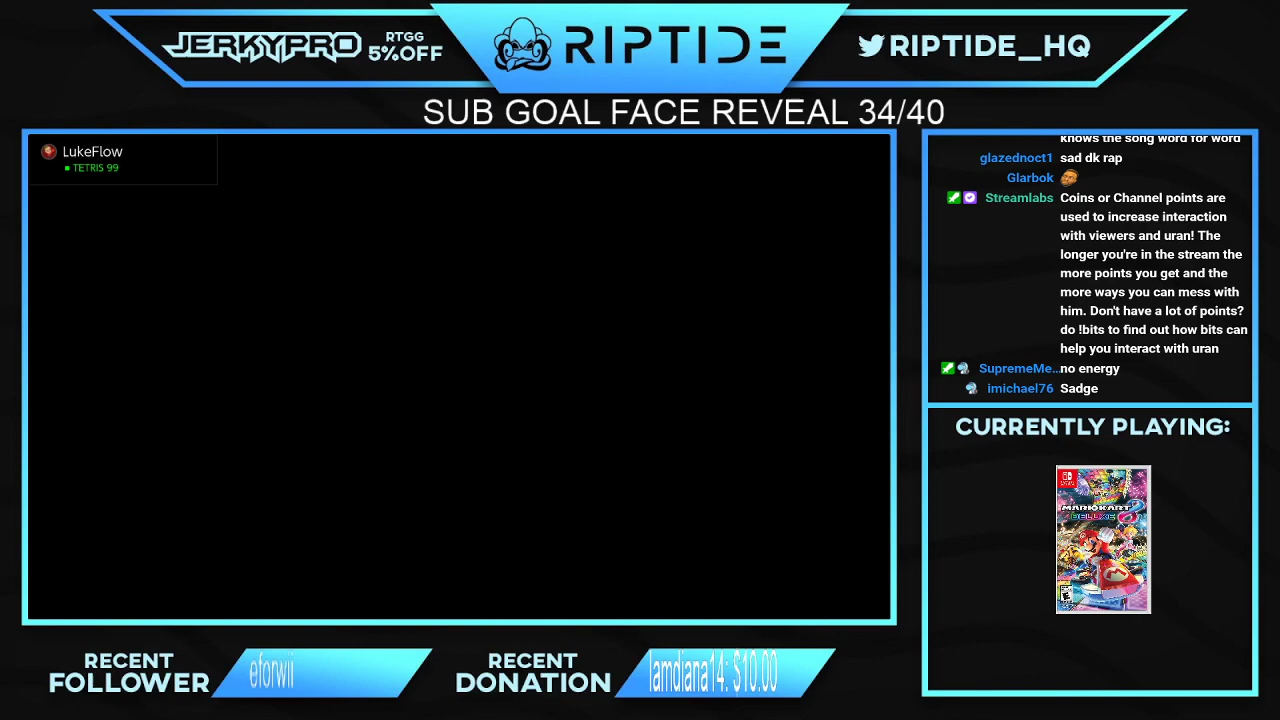 JERKYPRO
RTGG
5%OFF
RIPTIDE
RIPTIDE_HQ
SUB GOAL FACE REVEAL 34/40
LukeFlow
TETRIS 99
knows the song word for word
glazednoct1 sad dk rap
Glarbok
Streamlabs Coins or Channel points are
used to increase interaction
with viewers and uran! The
longer you're in the stream the
more points you get and the
more ways you can mess with
him. Don't have a lot of points?
do !bits to find out how bits can
help you interact with uran
SupremeMe... no energy
imichael76 Sadge
CURRENTLY PLAYING:
MARIOKART 8
DELUXE
RECENT
FOLLOWER
eforwii
RECENT
DONATION
Iamdiana14: $10.00